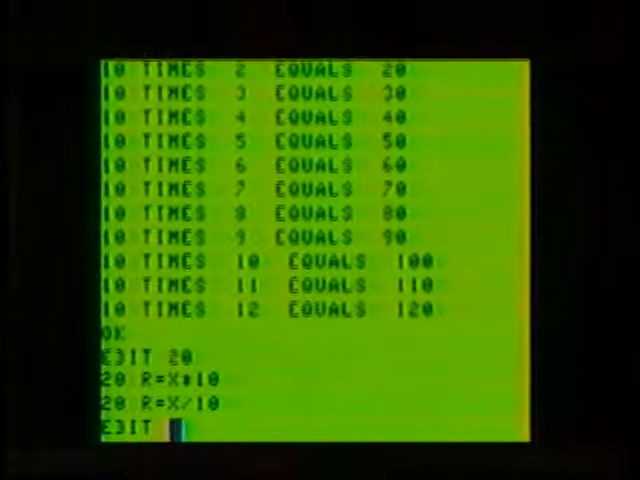 10 TIMES 2 EQUALS 20
10 TIMES 3 EQUALS 30
10 TIMES 4 EQUALS 40
10 TIMES 5 EQUALS 50
10 TIMES 6 EQUALS 60
10 TIMES 7 EQUALS 70
10 TIMES 8 EQUALS 80
10 TIMES 9 EQUALS 90
10 TIMES 10 EQUALS 100
10 TIMES 11 EQUALS 110
10 TIMES 12 EQUALS 120
OK
EDIT 20
20 R=X*10
20 R=X/10
EDIT